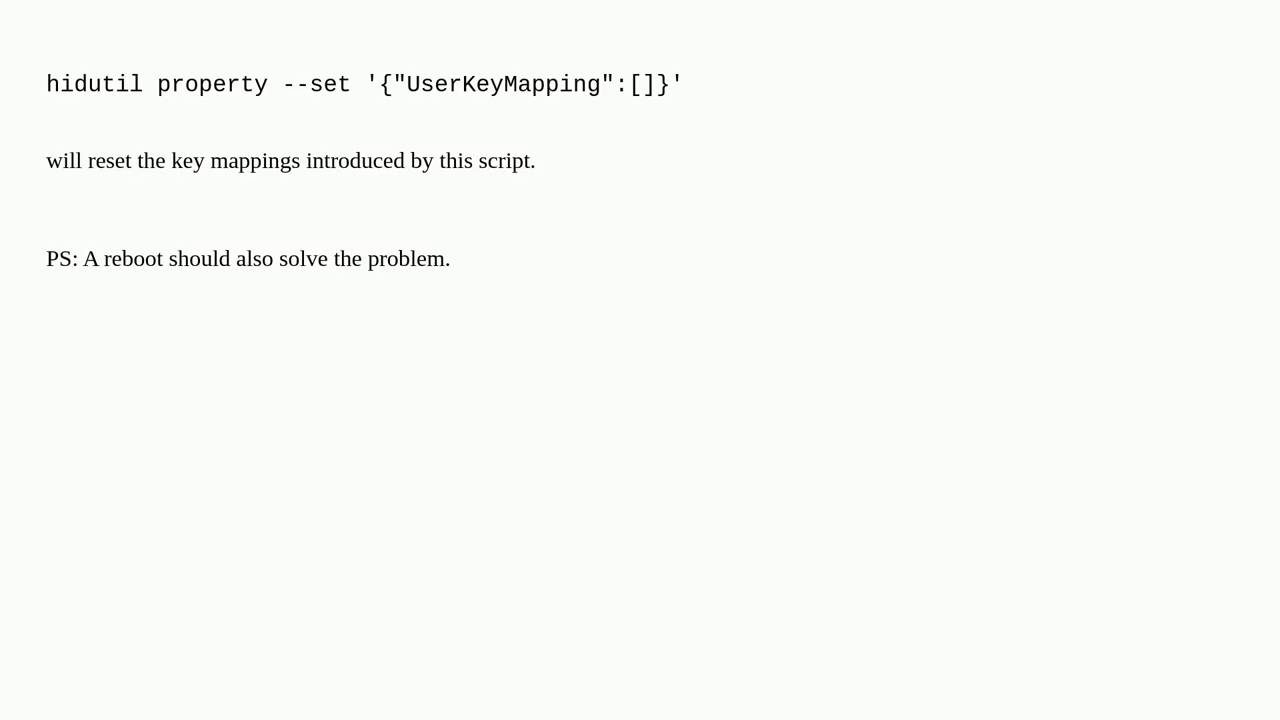 hidutil property --set '{"UserKeyMapping":[]}'
will reset the key mappings introduced by this script.
PS: A reboot should also solve the problem.